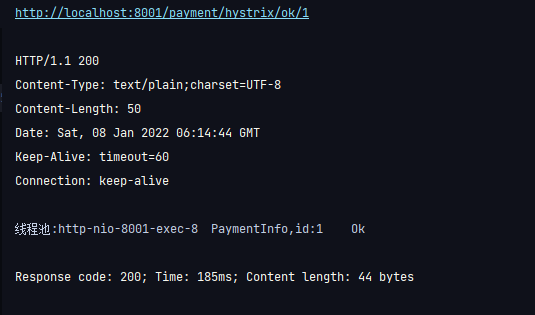 http://localhost:8001/payment/hystrix/ok/1
HTTP/1.1 200
Content-Type: text/plain;charset=UTF-8
Content-Length: 50
Date: Sat, 08 Jan 2022 06:14:44 GMT
Keep-Alive: timeout=60
Connection: keep-alive
线程池:http-nio-8001-exec-8  PaymentInfo,id:1    Ok
Response code: 200; Time: 185ms; Content length: 44 bytes